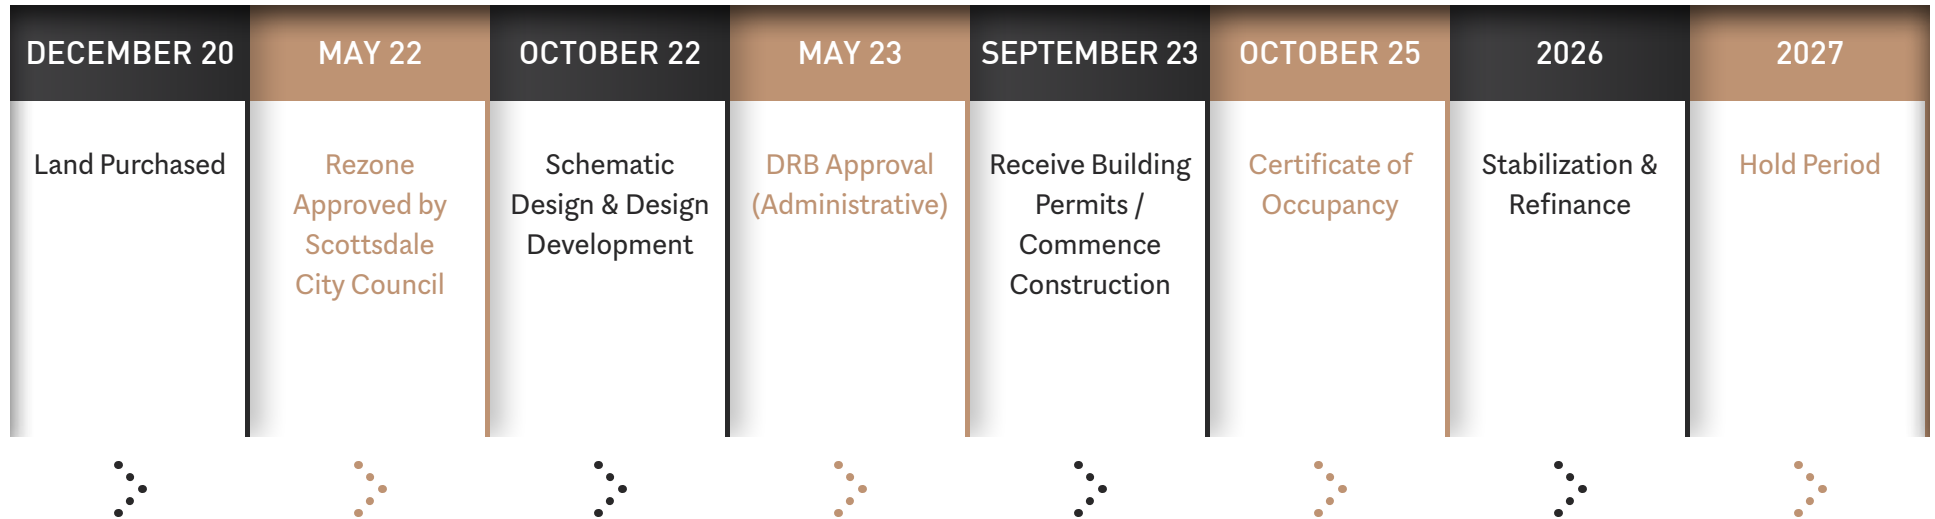 DECEMBER 20
Land Purchased
MAY 22
Rezone
Approved by
Scottsdale
City Council
OCTOBER 22
Schematic
Design & Design
Development
MAY 23
DRB Approval
(Administrative)
SEPTEMBER 23
Receive Building
Permits /
Commence
Construction
OCTOBER 25
Certificate of
Occupancy
2026
Stabilization &
Refinance
2027
Hold Period